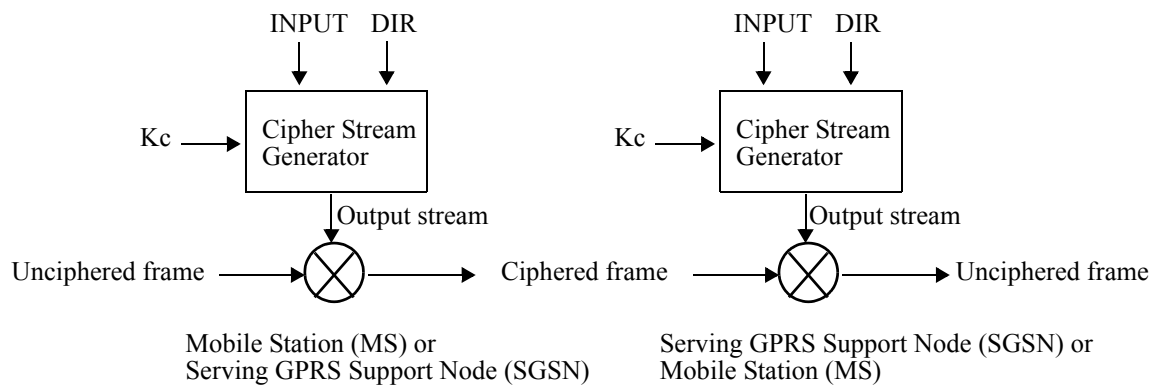 INPUT DIR
INPUT DIR
Kc
Cipher Stream
Generator
Kc
Cipher Stream
Generator
Output stream
Output stream
Unciphered frame
Ciphered frame
Unciphered frame
Mobile Station (MS) or
Serving GPRS Support Node (SGSN)
Serving GPRS Support Node (SGSN) or
Mobile Station (MS)